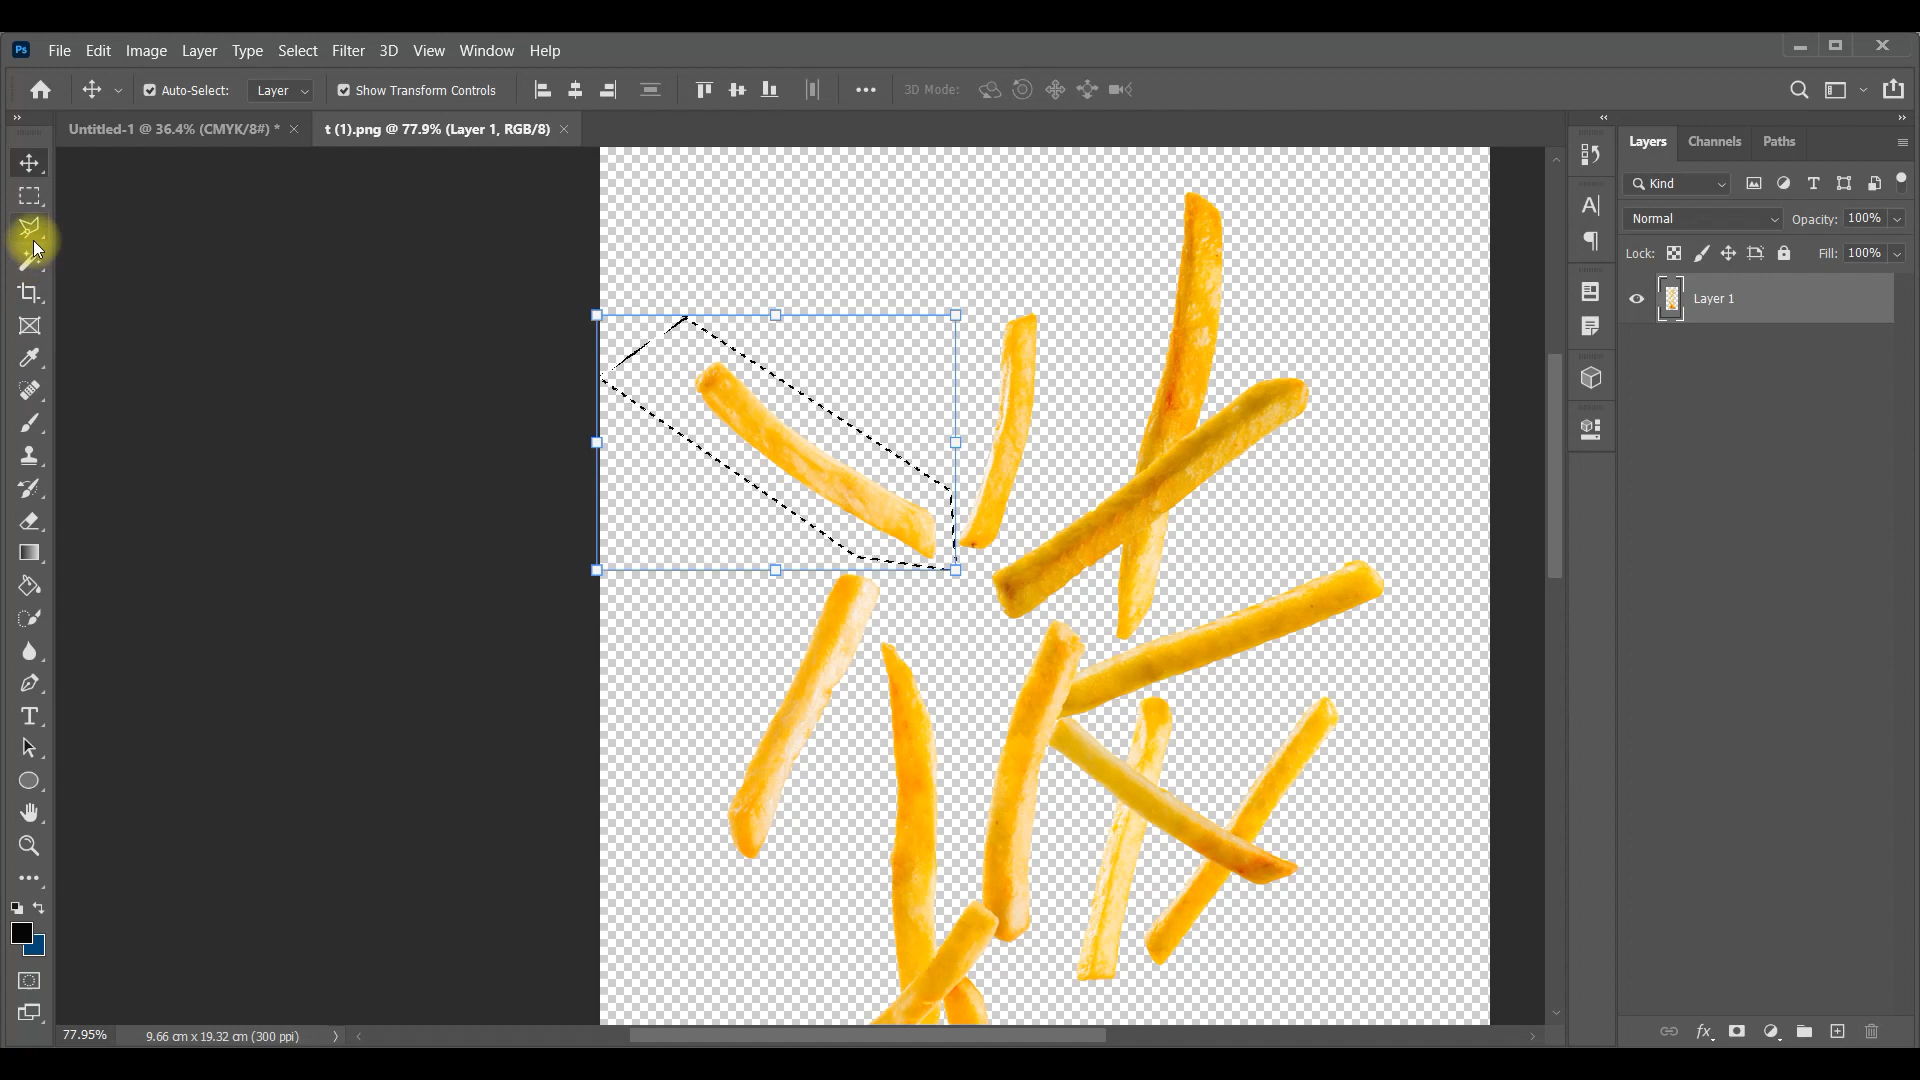 Ps File Edit Image Layer Type Select Filter 3D View Window Help
Auto-Select: Layer Show Transform Controls 3D Mode:
Untitled-1 @ 36.4% (CMYK/8#) * t (1).png @ 77.9% (Layer 1, RGB/8)
Layers Channels Paths
Kind
Normal Opacity: 100%
Lock: Fill: 100%
Layer 1
77.95% 9.66 cm x 19.32 cm (300 ppi)
fx